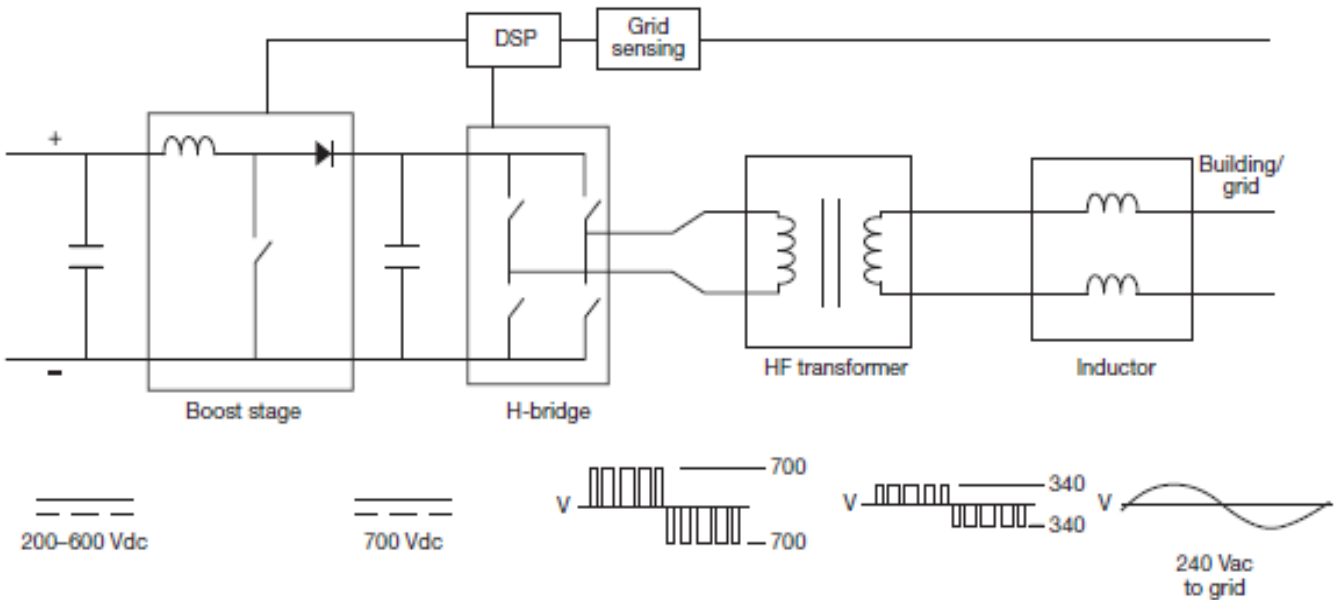 DSP
Grid
sensing
+
Building/
grid
-
HF transformer
Inductor
Boost stage
H-bridge
700
V
700
340
V
340
V
200–600 Vdc
700 Vdc
240 Vac
to grid